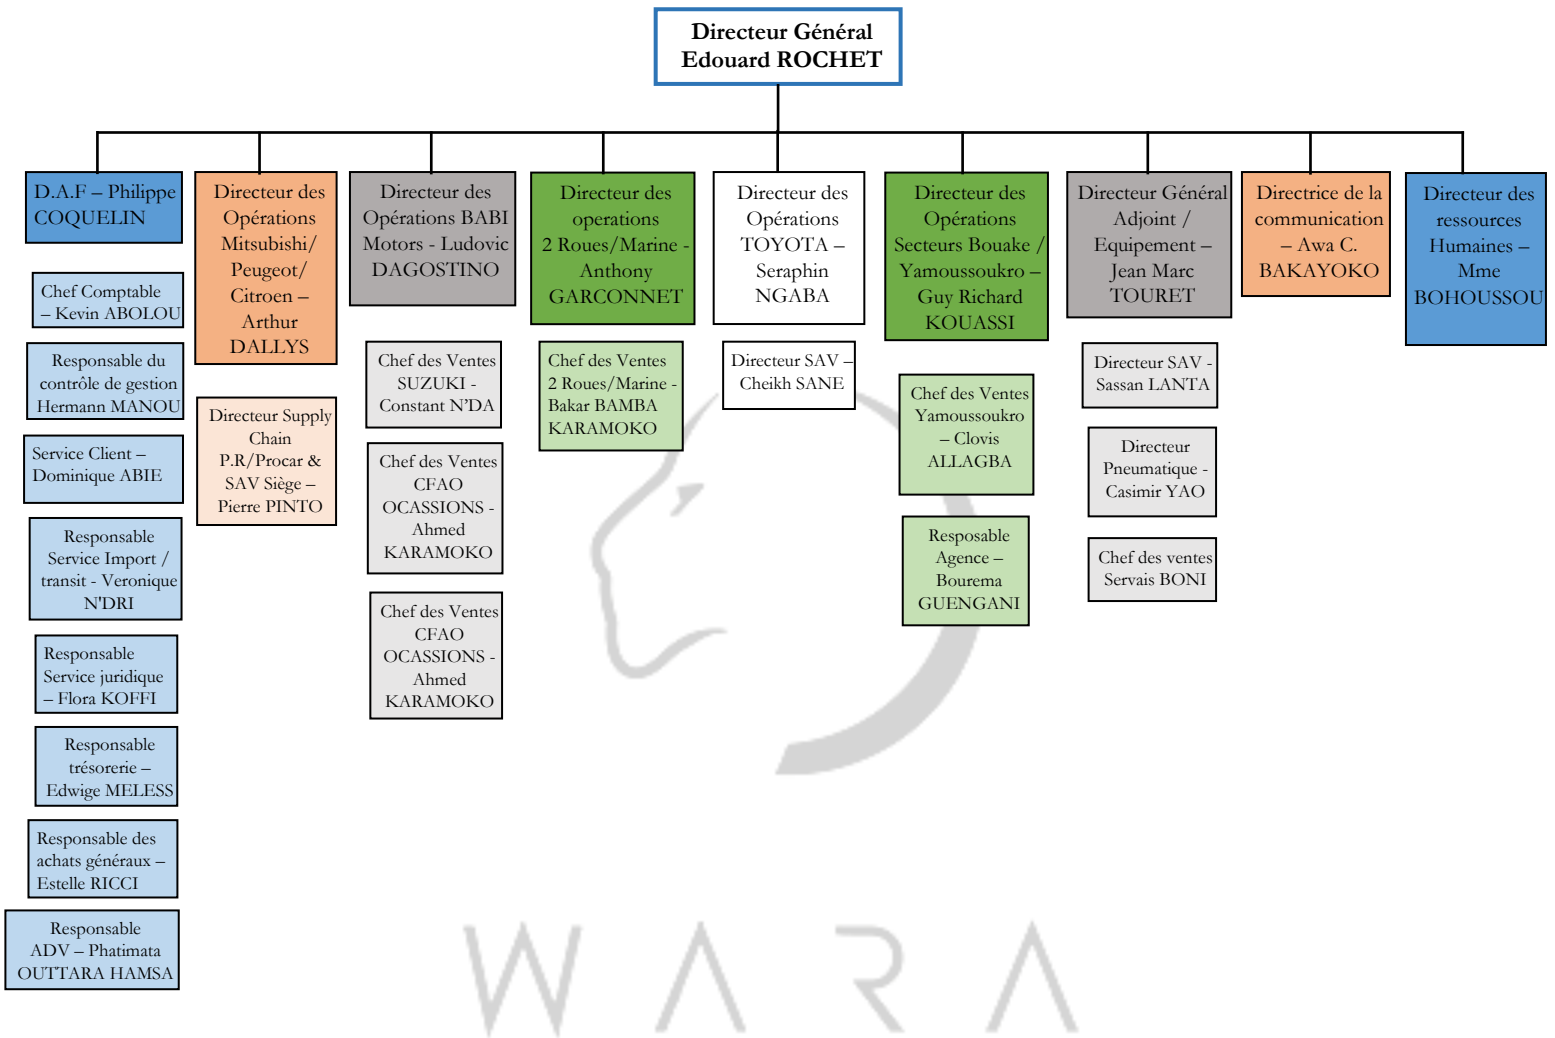 Directeur Général
Edouard ROCHET
D.A.F – Philippe
COQUELIN
Chef Comptable
– Kevin ABOLOU
Responsable du
contrôle de gestion
Hermann MANOU
Service Client –
Dominique ABIE
Responsable
Service Import /
transit - Veronique
N'DRI
Responsable
Service juridique
– Flora KOFFI
Responsable
trésorerie –
Edwige MELESS
Responsable des
achats généraux –
Estelle RICCI
Responsable
ADV – Phatimata
OUTTARA HAMSA
Directeur des
Opérations
Mitsubishi/
Peugeot/
Citroen –
Arthur
DALLYS
Directeur Supply
Chain
P.R/Procar &
SAV Siège –
Pierre PINTO
Directeur des
Opérations BABI
Motors - Ludovic
DAGOSTINO
Chef des Ventes
SUZUKI -
Constant N’DA
Chef des Ventes
CFAO
OCASSIONS -
Ahmed
KARAMOKO
Chef des Ventes
CFAO
OCASSIONS -
Ahmed
KARAMOKO
Directeur des
operations
2 Roues/Marine -
Anthony
GARCONNET
Chef des Ventes
2 Roues/Marine -
Bakar BAMBA
KARAMOKO
Directeur des
Opérations
TOYOTA –
Seraphin
NGABA
Directeur SAV –
Cheikh SANE
Directeur des
Opérations
Secteurs Bouake /
Yamoussoukro –
Guy Richard
KOUASSI
Chef des Ventes
Yamoussoukro
– Clovis
ALLAGBA
Resposable
Agence –
Bourema
GUENGANI
Directeur Général
Adjoint /
Equipement –
Jean Marc
TOURET
Directeur SAV -
Sassan LANTA
Directeur
Pneumatique -
Casimir YAO
Chef des ventes
Servais BONI
Directrice de la
communication
– Awa C.
BAKAYOKO
Directeur des
ressources
Humaines –
Mme
BOHOUSSOU
WARA